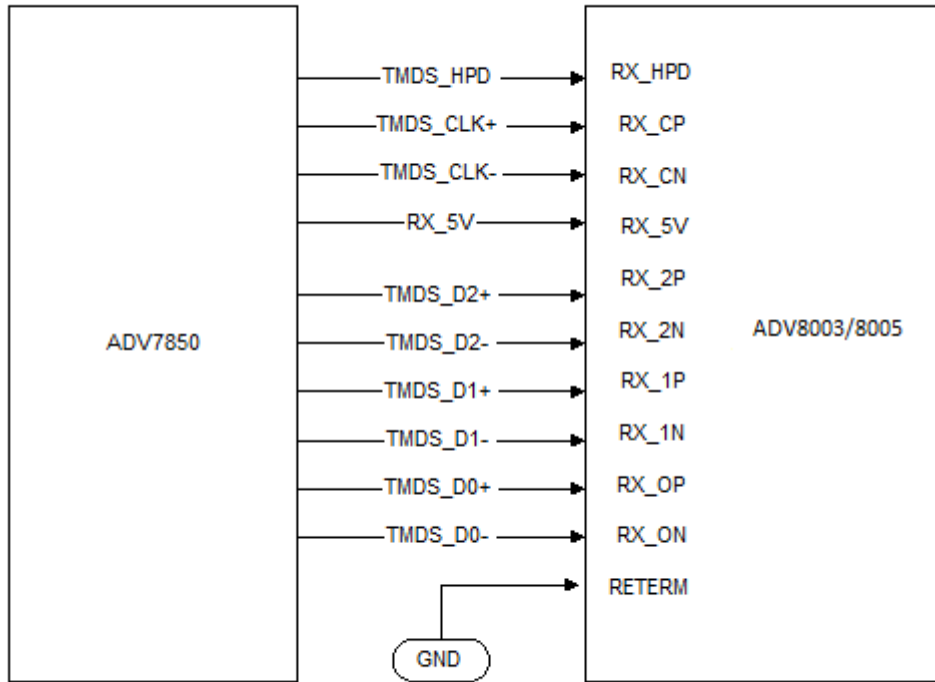 TMDS_HPD RX_HPD
TMDS_CLK+ RX_CP
TMDS_CLK- RX_CN
RX_5V RX_5V
TMDS_D2+ RX_2P
ADV7850 TMDS_D2- RX_2N ADV8003/8005
TMDS_D1+ RX_1P
TMDS_D1- RX_1N
TMDS_D0+ RX_OP
TMDS_D0- RX_ON
RETERM
GND